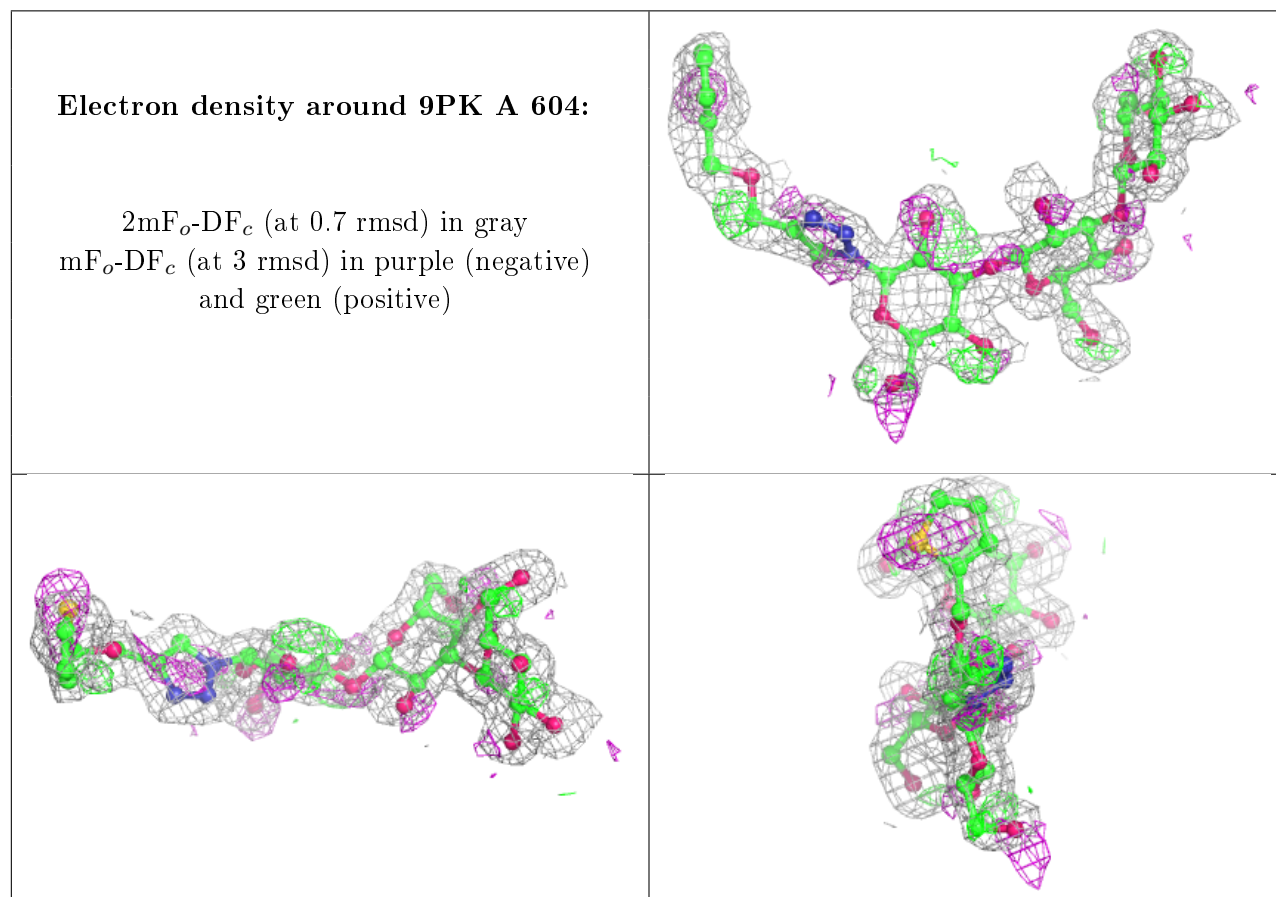 Electron density around 9PK A 604:
2mFo-DFc (at 0.7 rmsd) in gray
mFo-DFc (at 3 rmsd) in purple (negative)
and green (positive)